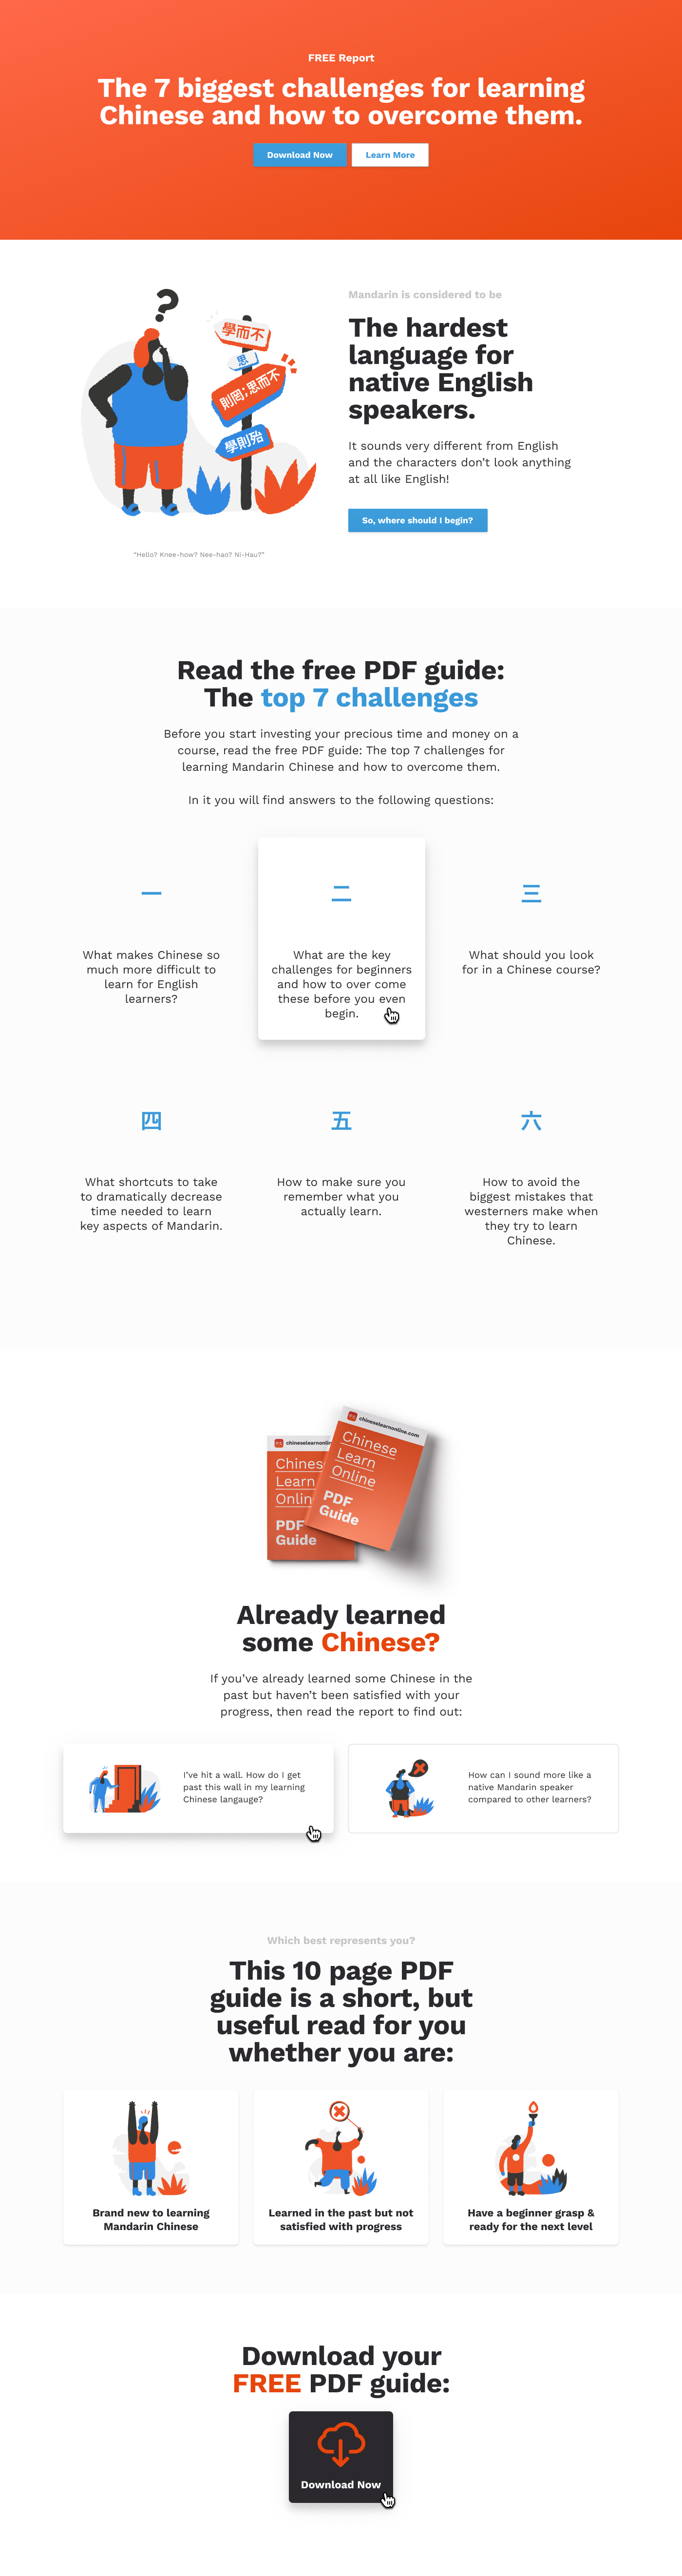 FREE Report
The 7 biggest challenges for learning
Chinese and how to overcome them.
Download Now
Learn More
學而不
思
則罔；思而不
學則殆
“Hello? Knee-how? Nee-hao? Ni-Hau?”
Mandarin is considered to be
The hardest
language for
native English
speakers.
It sounds very different from English
and the characters don’t look anything
at all like English!
So, where should I begin?
Read the free PDF guide:
The top 7 challenges
Before you start investing your precious time and money on a
course, read the free PDF guide: The top 7 challenges for
learning Mandarin Chinese and how to overcome them.
In it you will find answers to the following questions:
一
What makes Chinese so
much more difficult to
learn for English
learners?
二
What are the key
challenges for beginners
and how to over come
these before you even
begin.
三
What should you look
for in a Chinese course?
四
What shortcuts to take
to dramatically decrease
time needed to learn
key aspects of Mandarin.
五
How to make sure you
remember what you
actually learn.
六
How to avoid the
biggest mistakes that
westerners make when
they try to learn
Chinese.
chineselearnonlin
Chines
Learn
Onlin
PDF
Guide
chineselearnonline.com
Chinese
Learn
Online
PDF
Guide
Already learned
some Chinese?
If you’ve already learned some Chinese in the
past but haven’t been satisfied with your
progress, then read the report to find out:
I’ve hit a wall. How do I get
past this wall in my learning
Chinese langauge?
How can I sound more like a
native Mandarin speaker
compared to other learners?
Which best represents you?
This 10 page PDF
guide is a short, but
useful read for you
whether you are:
Brand new to learning
Mandarin Chinese
Learned in the past but not
satisfied with progress
Have a beginner grasp &
ready for the next level
Download your
FREE PDF guide:
Download Now